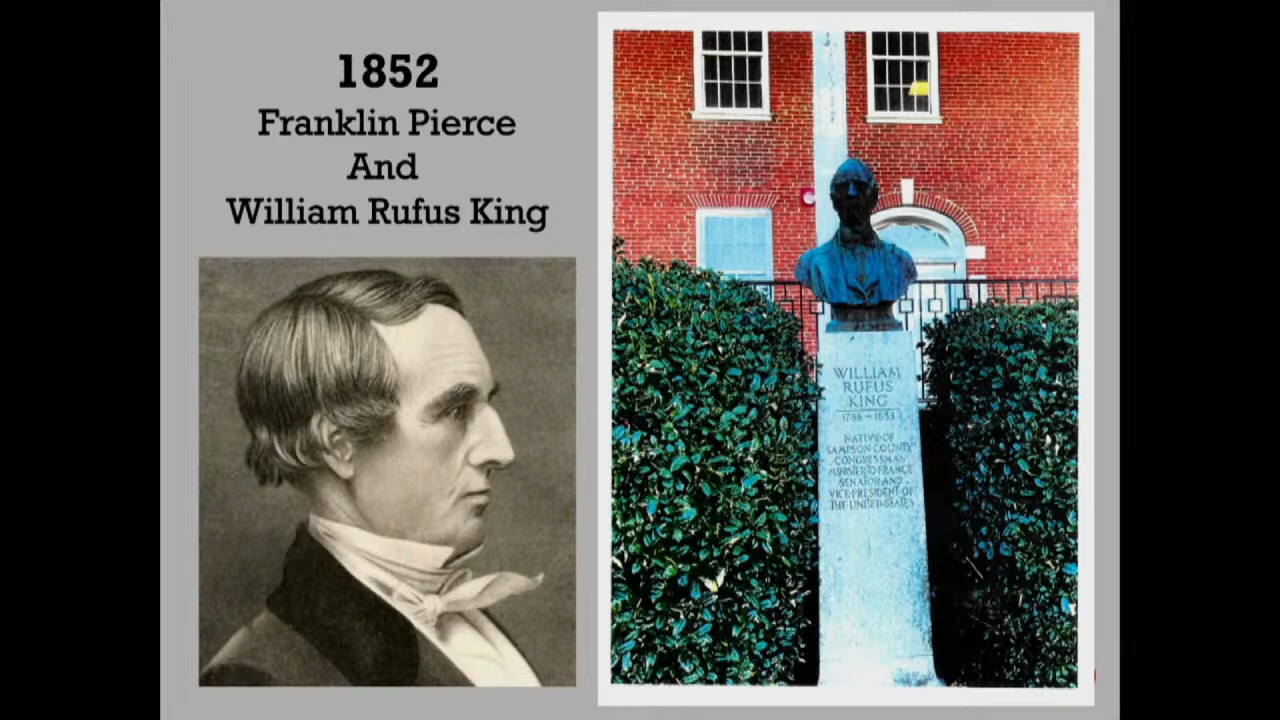 1852
Franklin Pierce
And
William Rufus King
WILLIAM
RUFUS
KING
1786 – 1853
NATIVE OF
SAMPSON COUNTY
CONGRESSMAN
MINISTER TO FRANCE
SENATOR AND
VICE-PRESIDENT OF
THE UNITED STATES